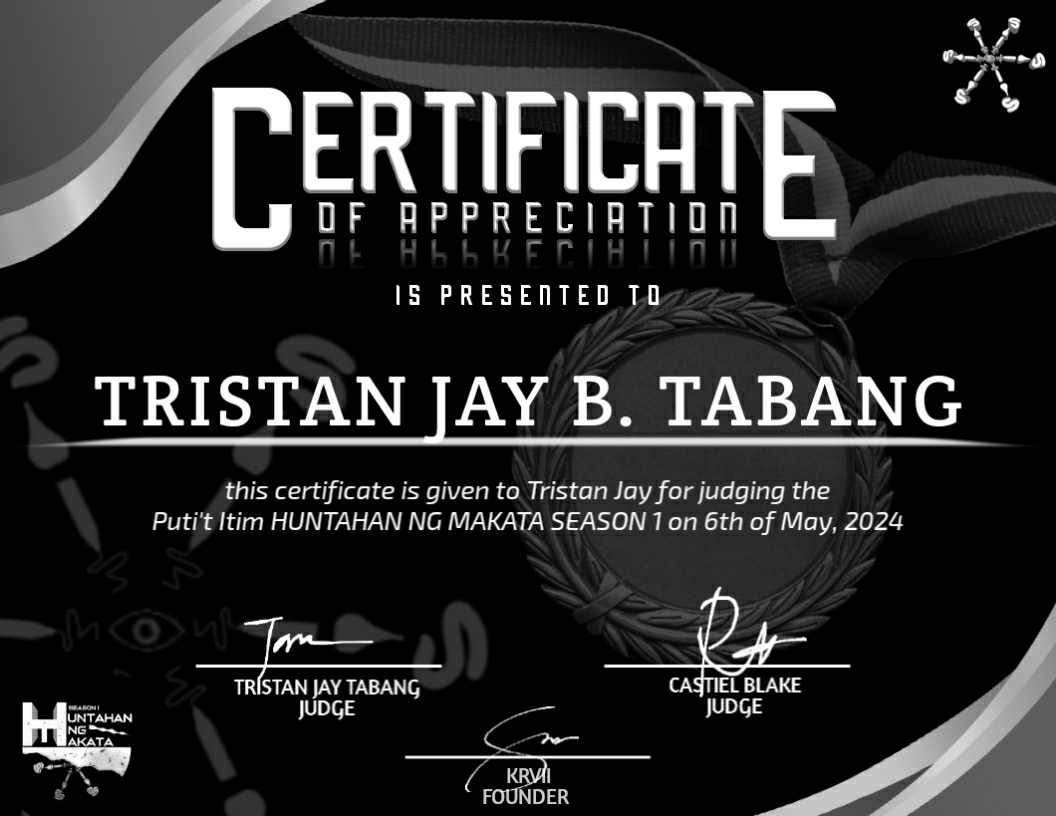 CERTIFICATE
OF APPRECIATION
IS PRESENTED TO
TRISTAN JAY B. TABANG
this certificate is given to Tristan Jay for judging the
Puti't Itim HUNTAHAN NG MAKATA SEASON 1 on 6th of May, 2024
TRISTAN JAY TABANG
JUDGE
CASTIEL BLAKE
JUDGE
SEASON 1
HUNTAHAN
NG
MAKATA
KRVII
FOUNDER